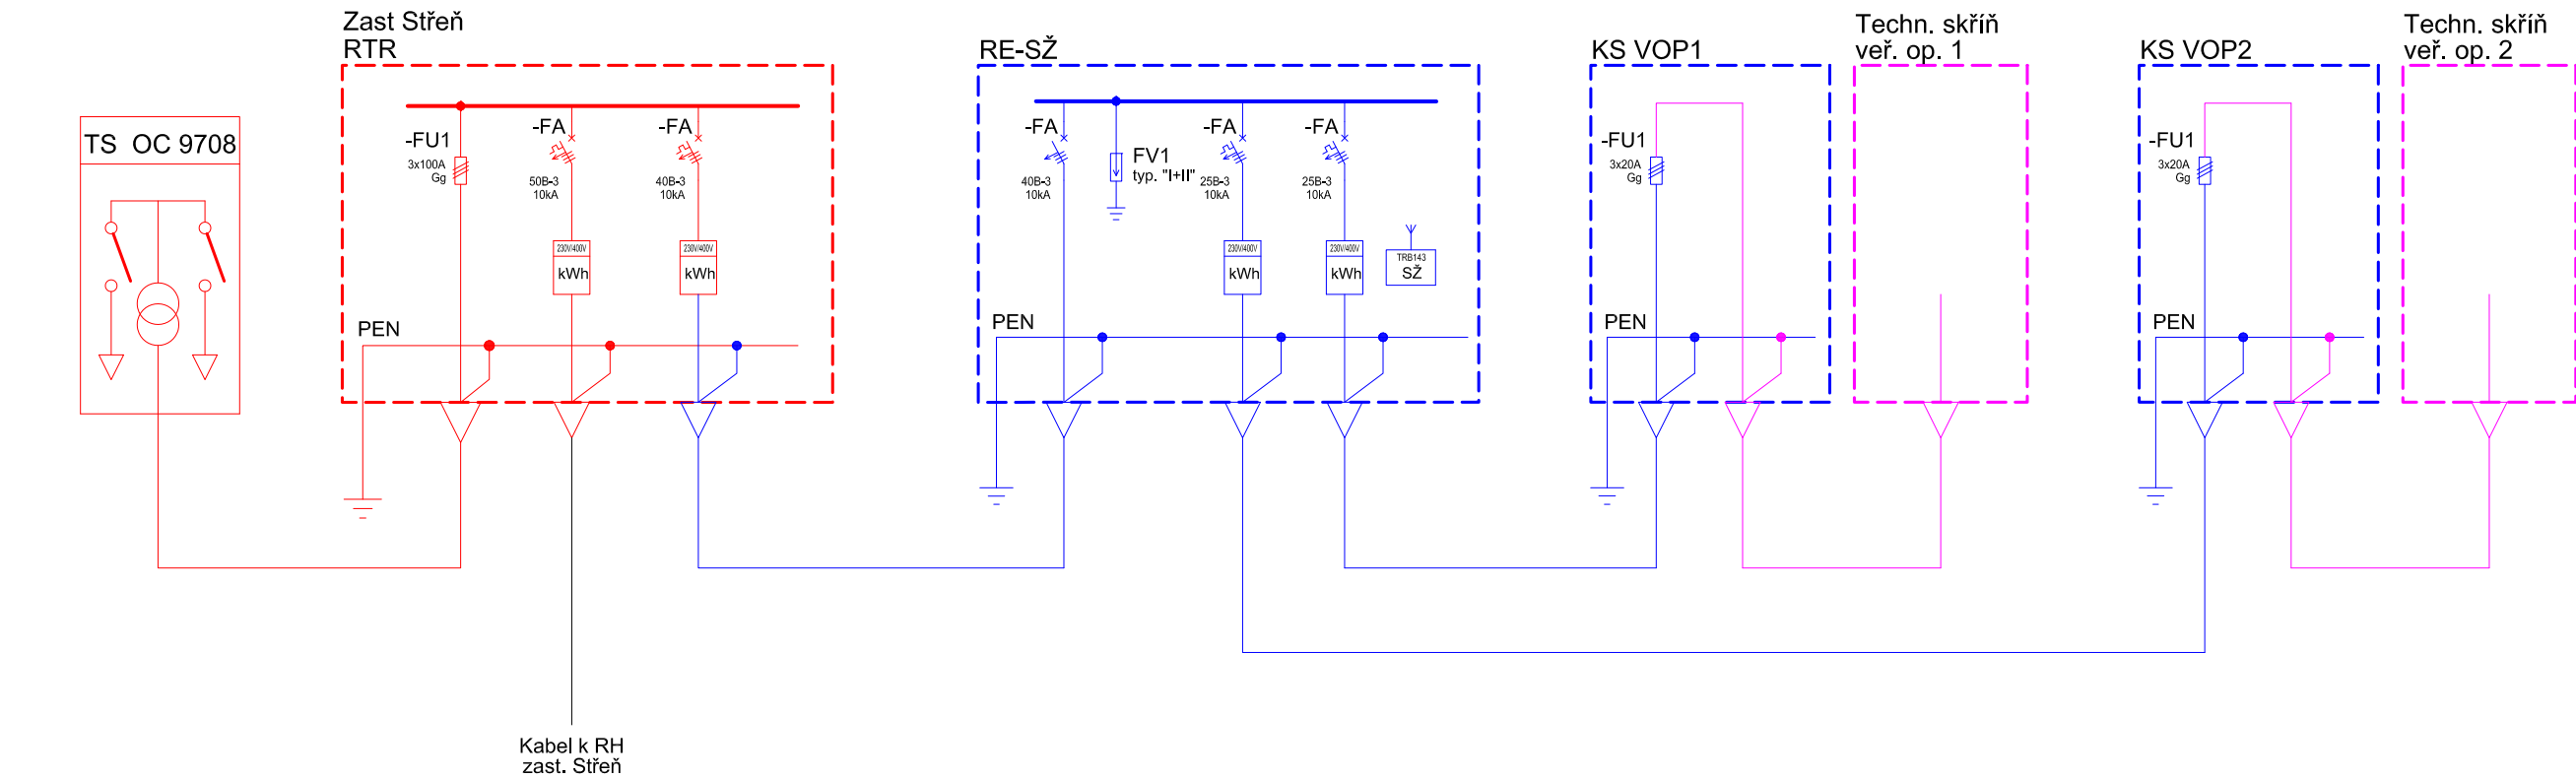 Zast Střeň
RTR
RE-SŽ
KS VOP1
Techn. skříň
veř. op. 1
KS VOP2
Techn. skříň
veř. op. 2
TS OC 9708
-FU1
3x100A
Gg
-FA
50B-3
10kA
230V/400V
kWh
-FA
40B-3
10kA
230V/400V
kWh
PEN
-FA
40B-3
10kA
FV1
typ. "I+II"
-FA
25B-3
10kA
230V/400V
kWh
-FA
25B-3
10kA
230V/400V
kWh
TRB143
SŽ
PEN
-FU1
3x20A
Gg
PEN
-FU1
3x20A
Gg
PEN
Kabel k RH
zast. Střeň